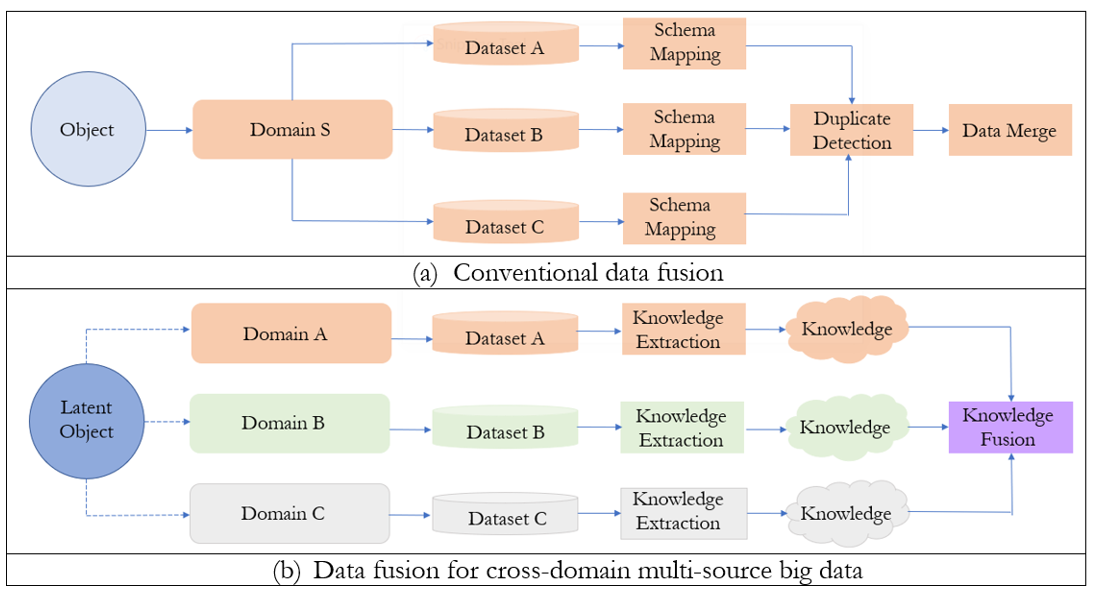 Object
Domain S
Dataset A
Schema
Mapping
Dataset B
Schema
Mapping
Dataset C
Schema
Mapping
Duplicate
Detection
Data Merge
(a) Conventional data fusion
Latent
Object
Domain A
Dataset A
Knowledge
Extraction
Knowledge
Domain B
Dataset B
Knowledge
Extraction
Knowledge
Domain C
Dataset C
Knowledge
Extraction
Knowledge
Knowledge
Fusion
(b) Data fusion for cross-domain multi-source big data